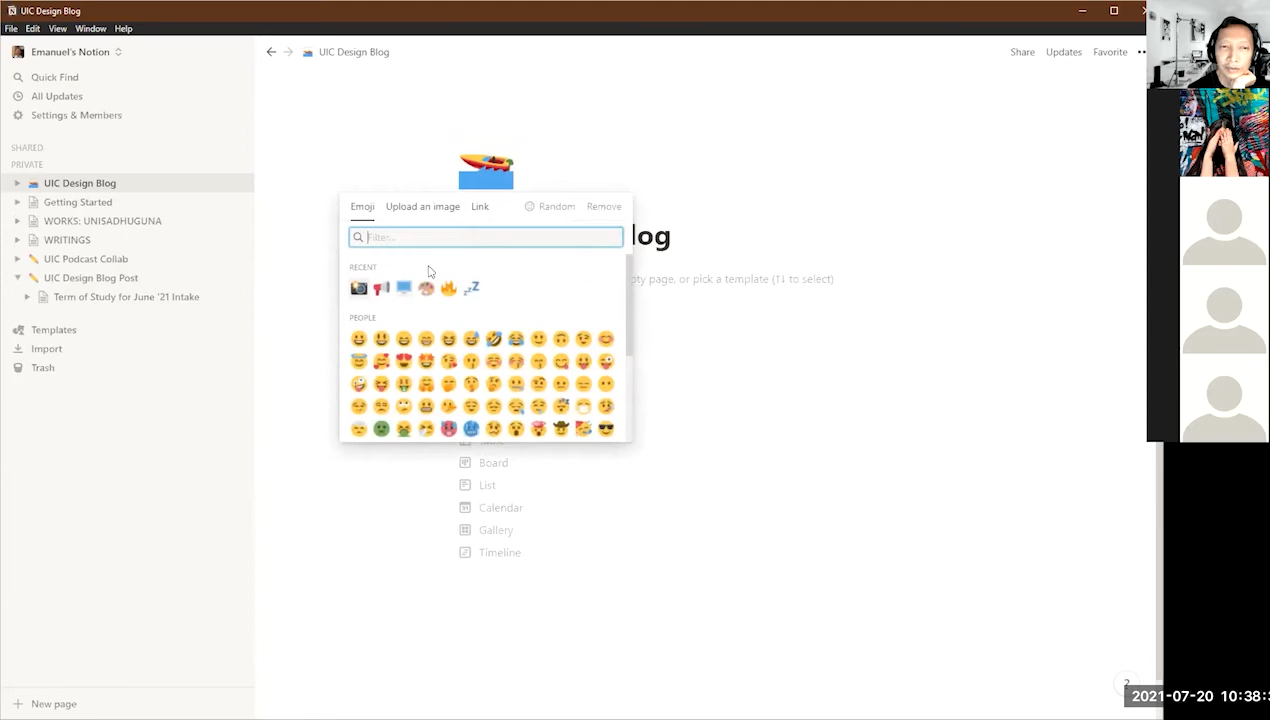 UIC Design Blog
File Edit View Window Help
Emanuel's Notion
UIC Design Blog
Share Updates Favorite
Quick Find
All Updates
Settings & Members
SHARED
PRIVATE
UIC Design Blog
Getting Started
WORKS: UNISADHUGUNA
WRITINGS
UIC Podcast Collab
UIC Design Blog Post
Term of Study for June '21 Intake
Templates
Import
Trash
New page
Emoji Upload an image Link Random Remove
Filter...
RECENT
PEOPLE
log
pty page, or pick a template (↑↓ to select)
Board
List
Calendar
Gallery
Timeline
?
2021-07-20 10:38: